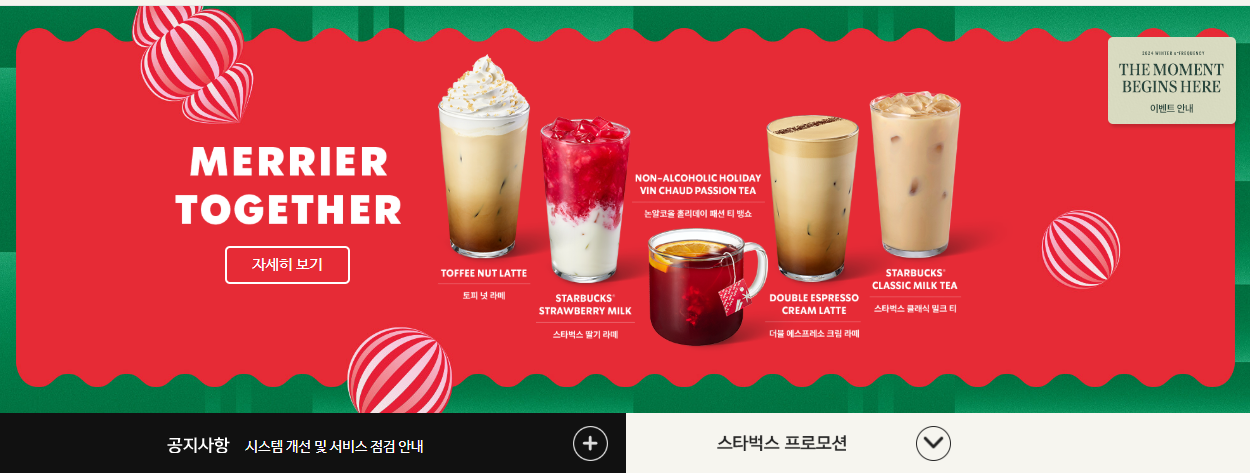 2024 WINTER e-FREQUENCY
THE MOMENT
BEGINS HERE
이벤트 안내
MERRIER
TOGETHER
자세히 보기
TOFFEE NUT LATTE
토피 넛 라떼
STARBUCKS®
STRAWBERRY MILK
스타벅스 딸기 라떼
NON-ALCOHOLIC HOLIDAY
VIN CHAUD PASSION TEA
논알코올 홀리데이 패션 티 뱅쇼
DOUBLE ESPRESSO
CREAM LATTE
더블 에스프레소 크림 라떼
STARBUCKS®
CLASSIC MILK TEA
스타벅스 클래식 밀크 티
공지사항 시스템 개선 및 서비스 점검 안내
스타벅스 프로모션